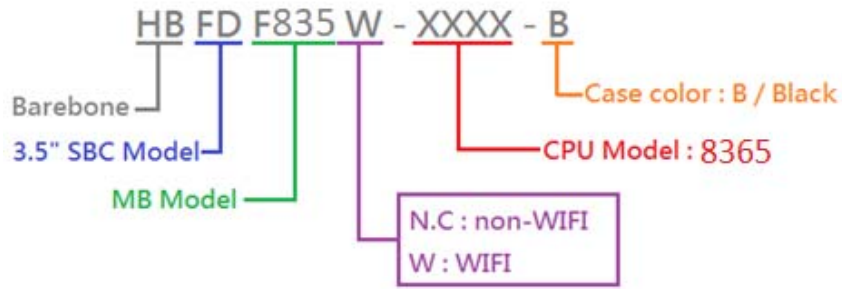 HB FD F835 W - XXXX - B
Case color : B / Black
Barebone
3.5" SBC Model
CPU Model : 8365
MB Model
N.C : non-WIFI
W : WIFI